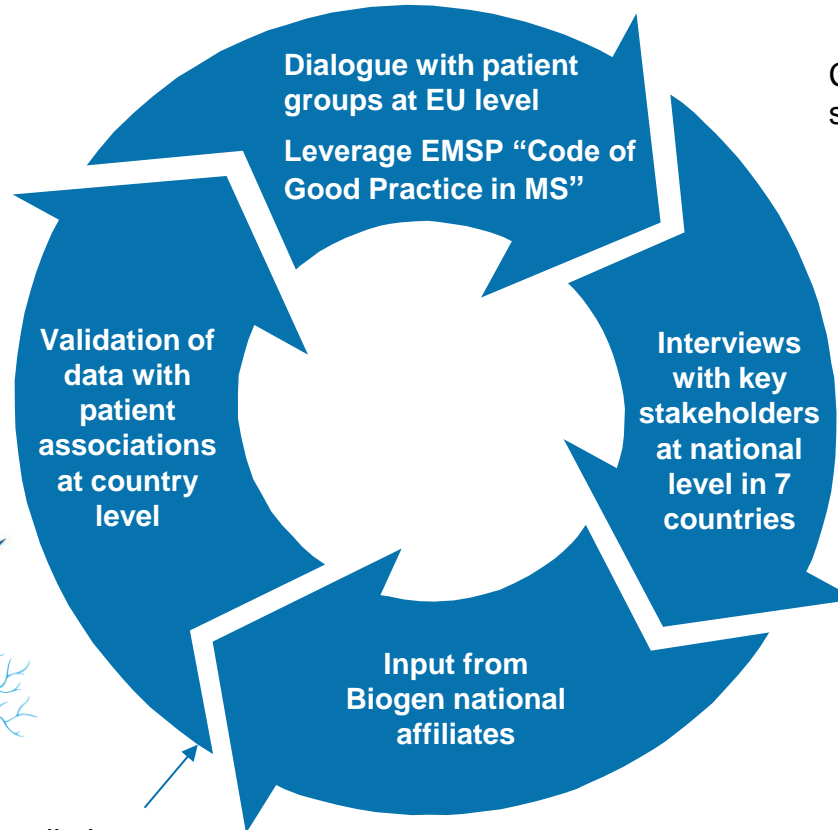 Dialogue with patient
groups at EU level
Leverage EMSP “Code of
Good Practice in MS”
Interviews
with key
stakeholders
at national
level in 7
countries
Input from
Biogen national
affiliates
Validation of
data with
patient
associations
at country
level